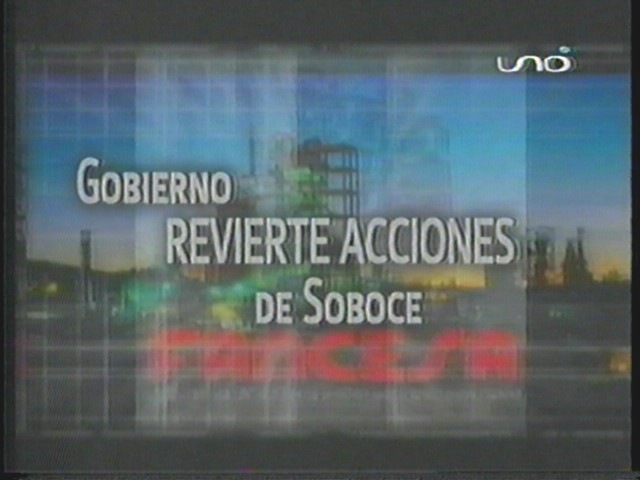 UNO
GOBIERNO
REVIERTE ACCIONES
DE SOBOCE
FANCESA